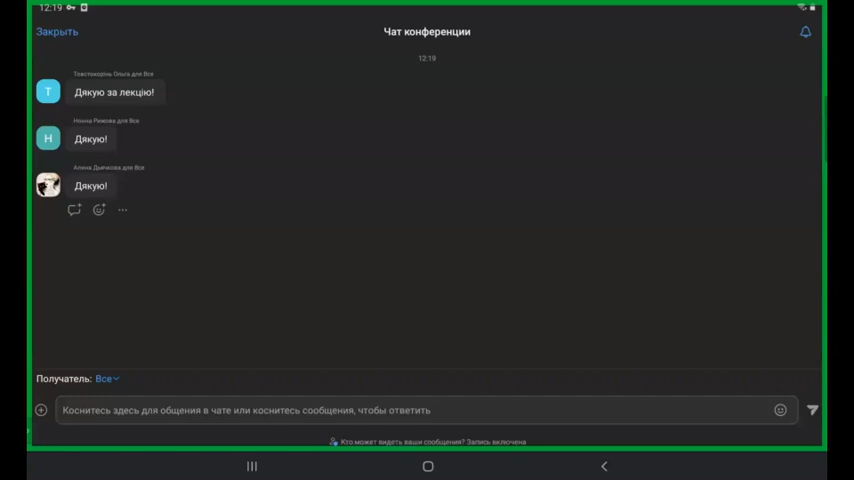 12:19
Закрыть
Чат конференции
12:19
Товстокорінь Ольга для Все
Т
Дякую за лекцію!
Нонна Рижова для Все
Н
Дякую!
Алина Дьячкова для Все
Дякую!
Получатель: Все
Коснитесь здесь для общения в чате или коснитесь сообщения, чтобы ответить
Кто может видеть ваши сообщения? Запись включена